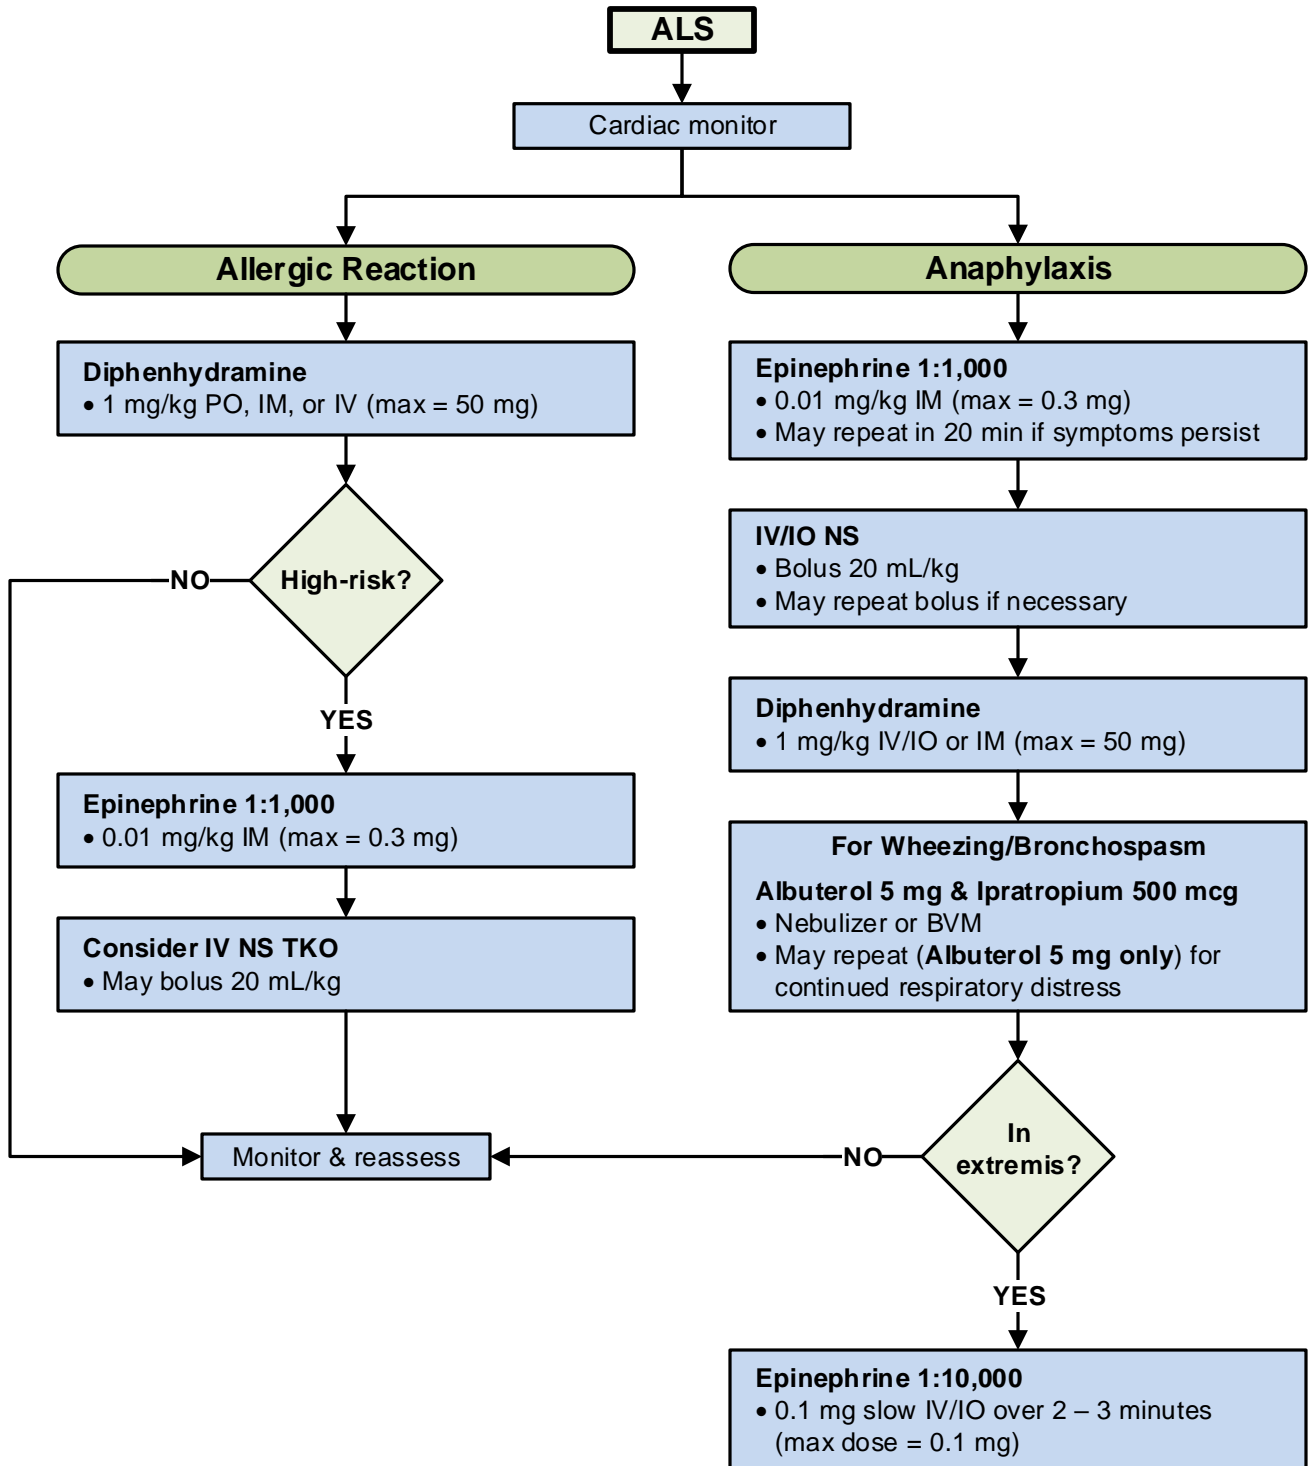 ALS
Cardiac monitor
Allergic Reaction
Diphenhydramine
• 1 mg/kg PO, IM, or IV (max = 50 mg)
High-risk?
NO
YES
Epinephrine 1:1,000
• 0.01 mg/kg IM (max = 0.3 mg)
Consider IV NS TKO
• May bolus 20 mL/kg
Monitor & reassess
Anaphylaxis
Epinephrine 1:1,000
• 0.01 mg/kg IM (max = 0.3 mg)
• May repeat in 20 min if symptoms persist
IV/IO NS
• Bolus 20 mL/kg
• May repeat bolus if necessary
Diphenhydramine
• 1 mg/kg IV/IO or IM (max = 50 mg)
For Wheezing/Bronchospasm
Albuterol 5 mg & Ipratropium 500 mcg
• Nebulizer or BVM
• May repeat (Albuterol 5 mg only) for
continued respiratory distress
In
extremis?
NO
YES
Epinephrine 1:10,000
• 0.1 mg slow IV/IO over 2 – 3 minutes
(max dose = 0.1 mg)